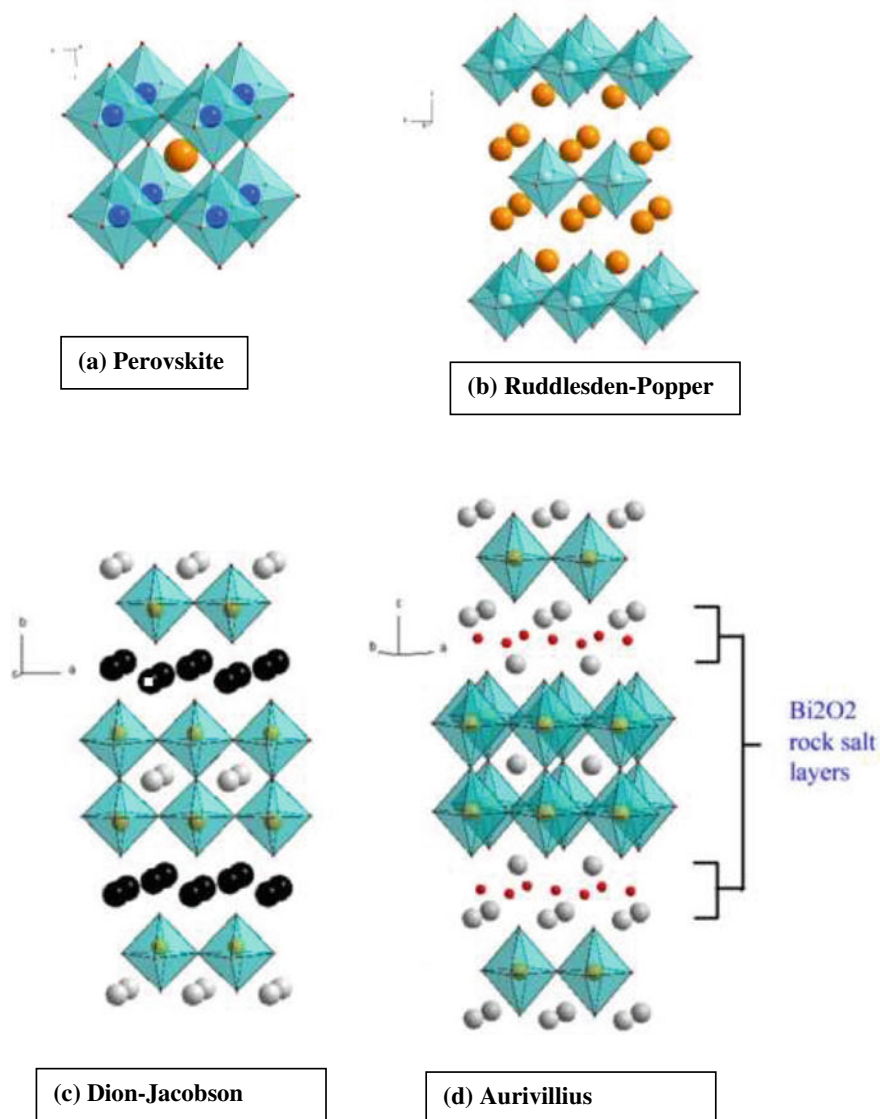 (a) Perovskite
(b) Ruddlesden-Popper
b
c
a
c
b
a
Bi2O2
rock salt
layers
(c) Dion-Jacobson
(d) Aurivillius